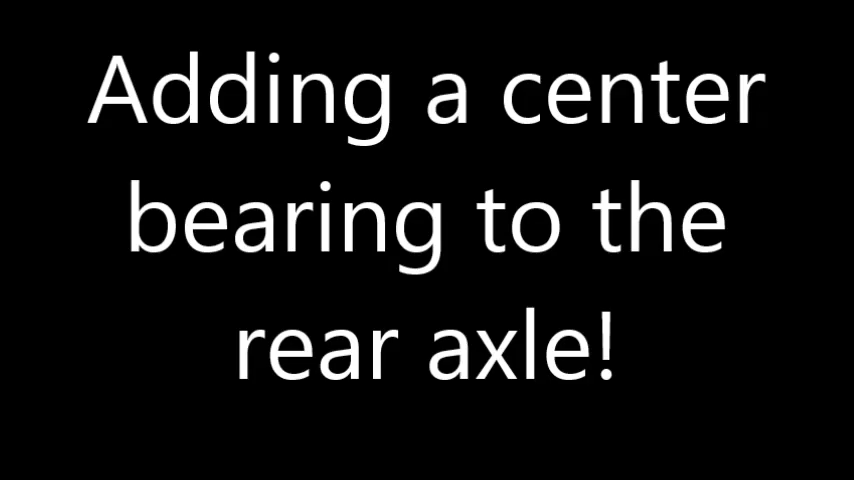 Adding a center
bearing to the
rear axle!